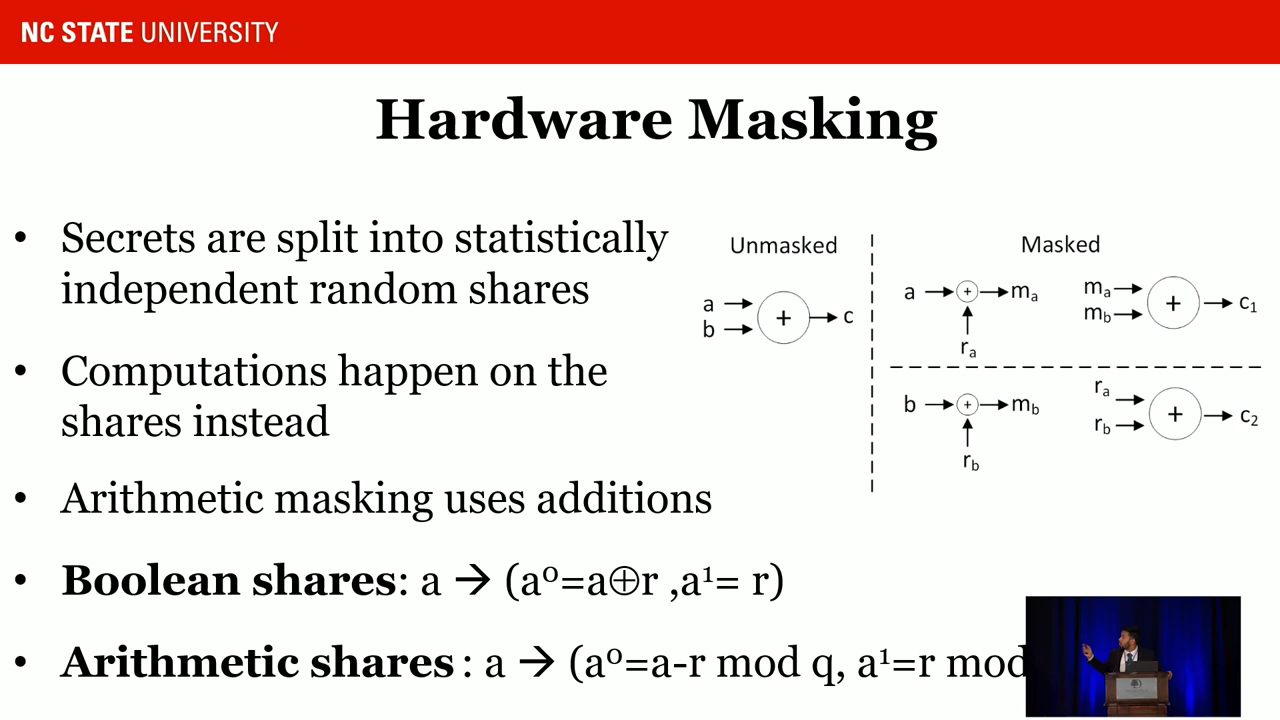 NC STATE UNIVERSITY
Hardware Masking
• Secrets are split into statistically
independent random shares
• Computations happen on the
shares instead
• Arithmetic masking uses additions
• Boolean shares: a → (a⁰=a⊕r ,a¹= r)
• Arithmetic shares : a → (a⁰=a-r mod q, a¹=r mod
Unmasked
a
b
+
c
Masked
a + mₐ
rₐ
mₐ
m_b
+
c₁
b + m_b
r_b
rₐ
r_b
+
c₂